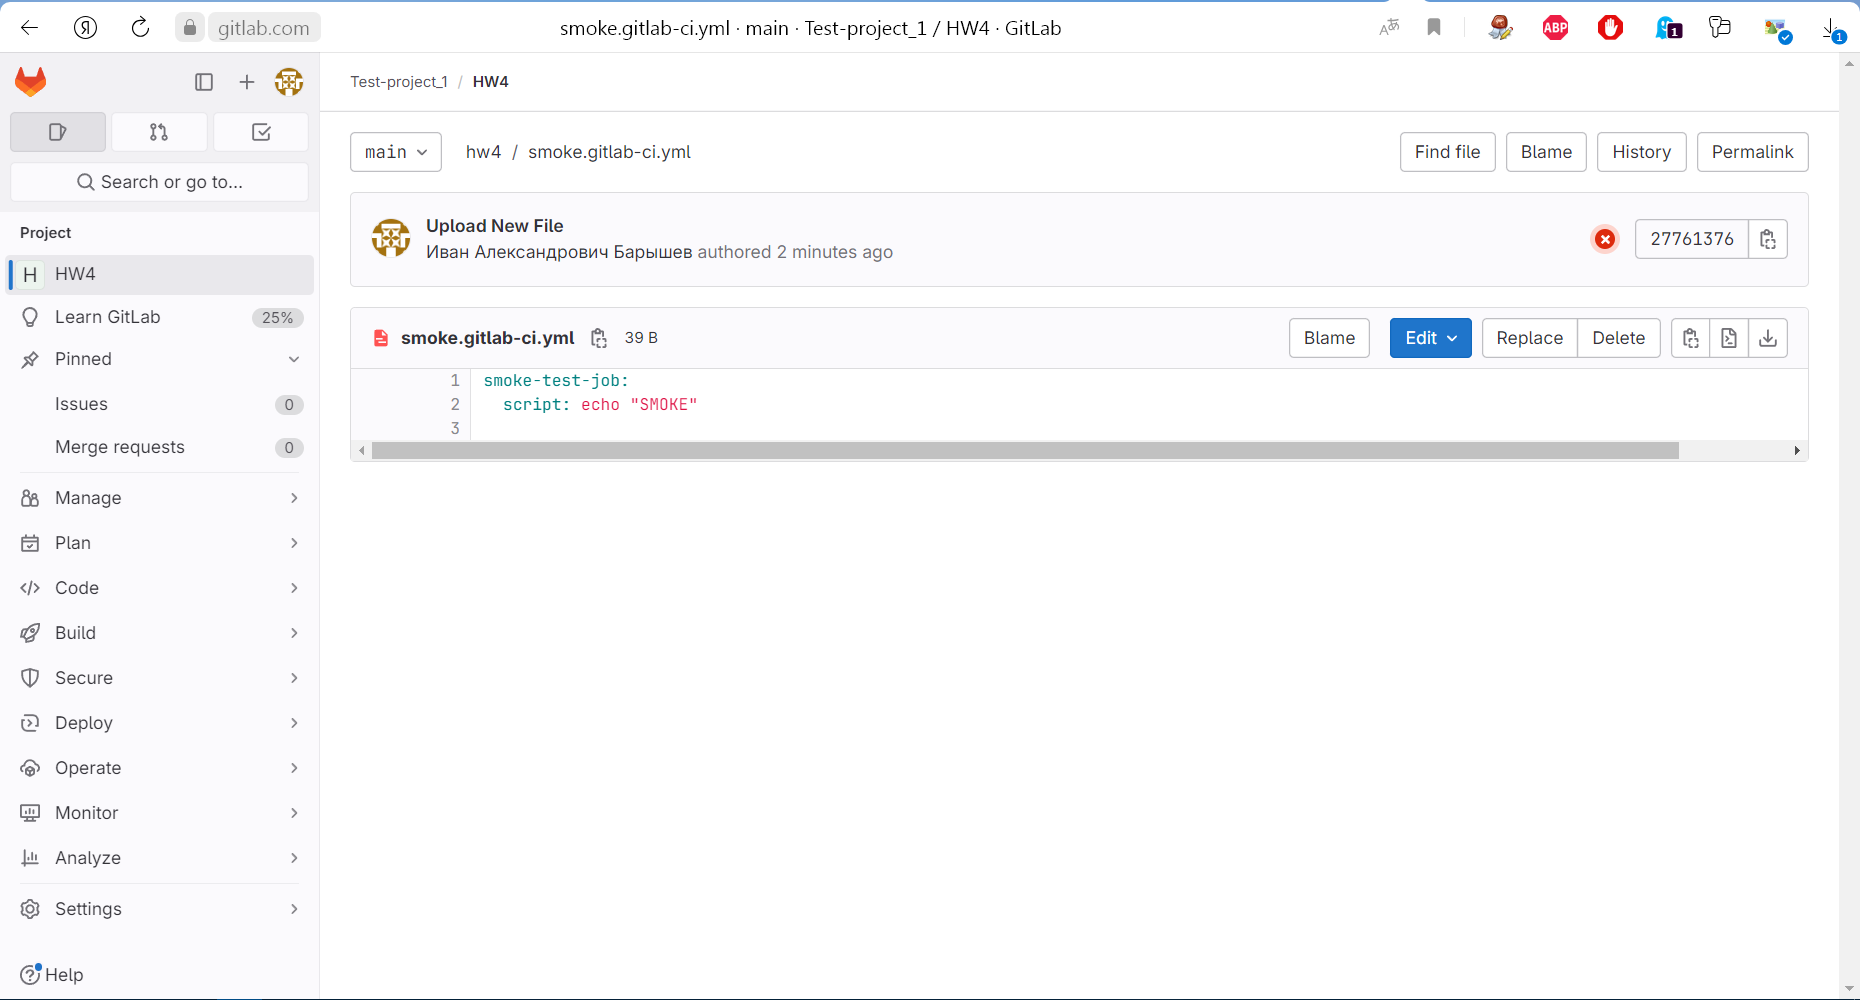 gitlab.com
smoke.gitlab-ci.yml · main · Test-project_1 / HW4 · GitLab
ABP
1
1
Test-project_1 / HW4
Search or go to...
main
hw4 / smoke.gitlab-ci.yml
Find file
Blame
History
Permalink
Upload New File
Иван Александрович Барышев authored 2 minutes ago
27761376
Project
H HW4
Learn GitLab 25%
Pinned
Issues 0
Merge requests 0
Manage
Plan
Code
Build
Secure
Deploy
Operate
Monitor
Analyze
Settings
Help
smoke.gitlab-ci.yml 39 B
Blame
Edit
Replace
Delete
1 smoke-test-job:
2 script: echo "SMOKE"
3